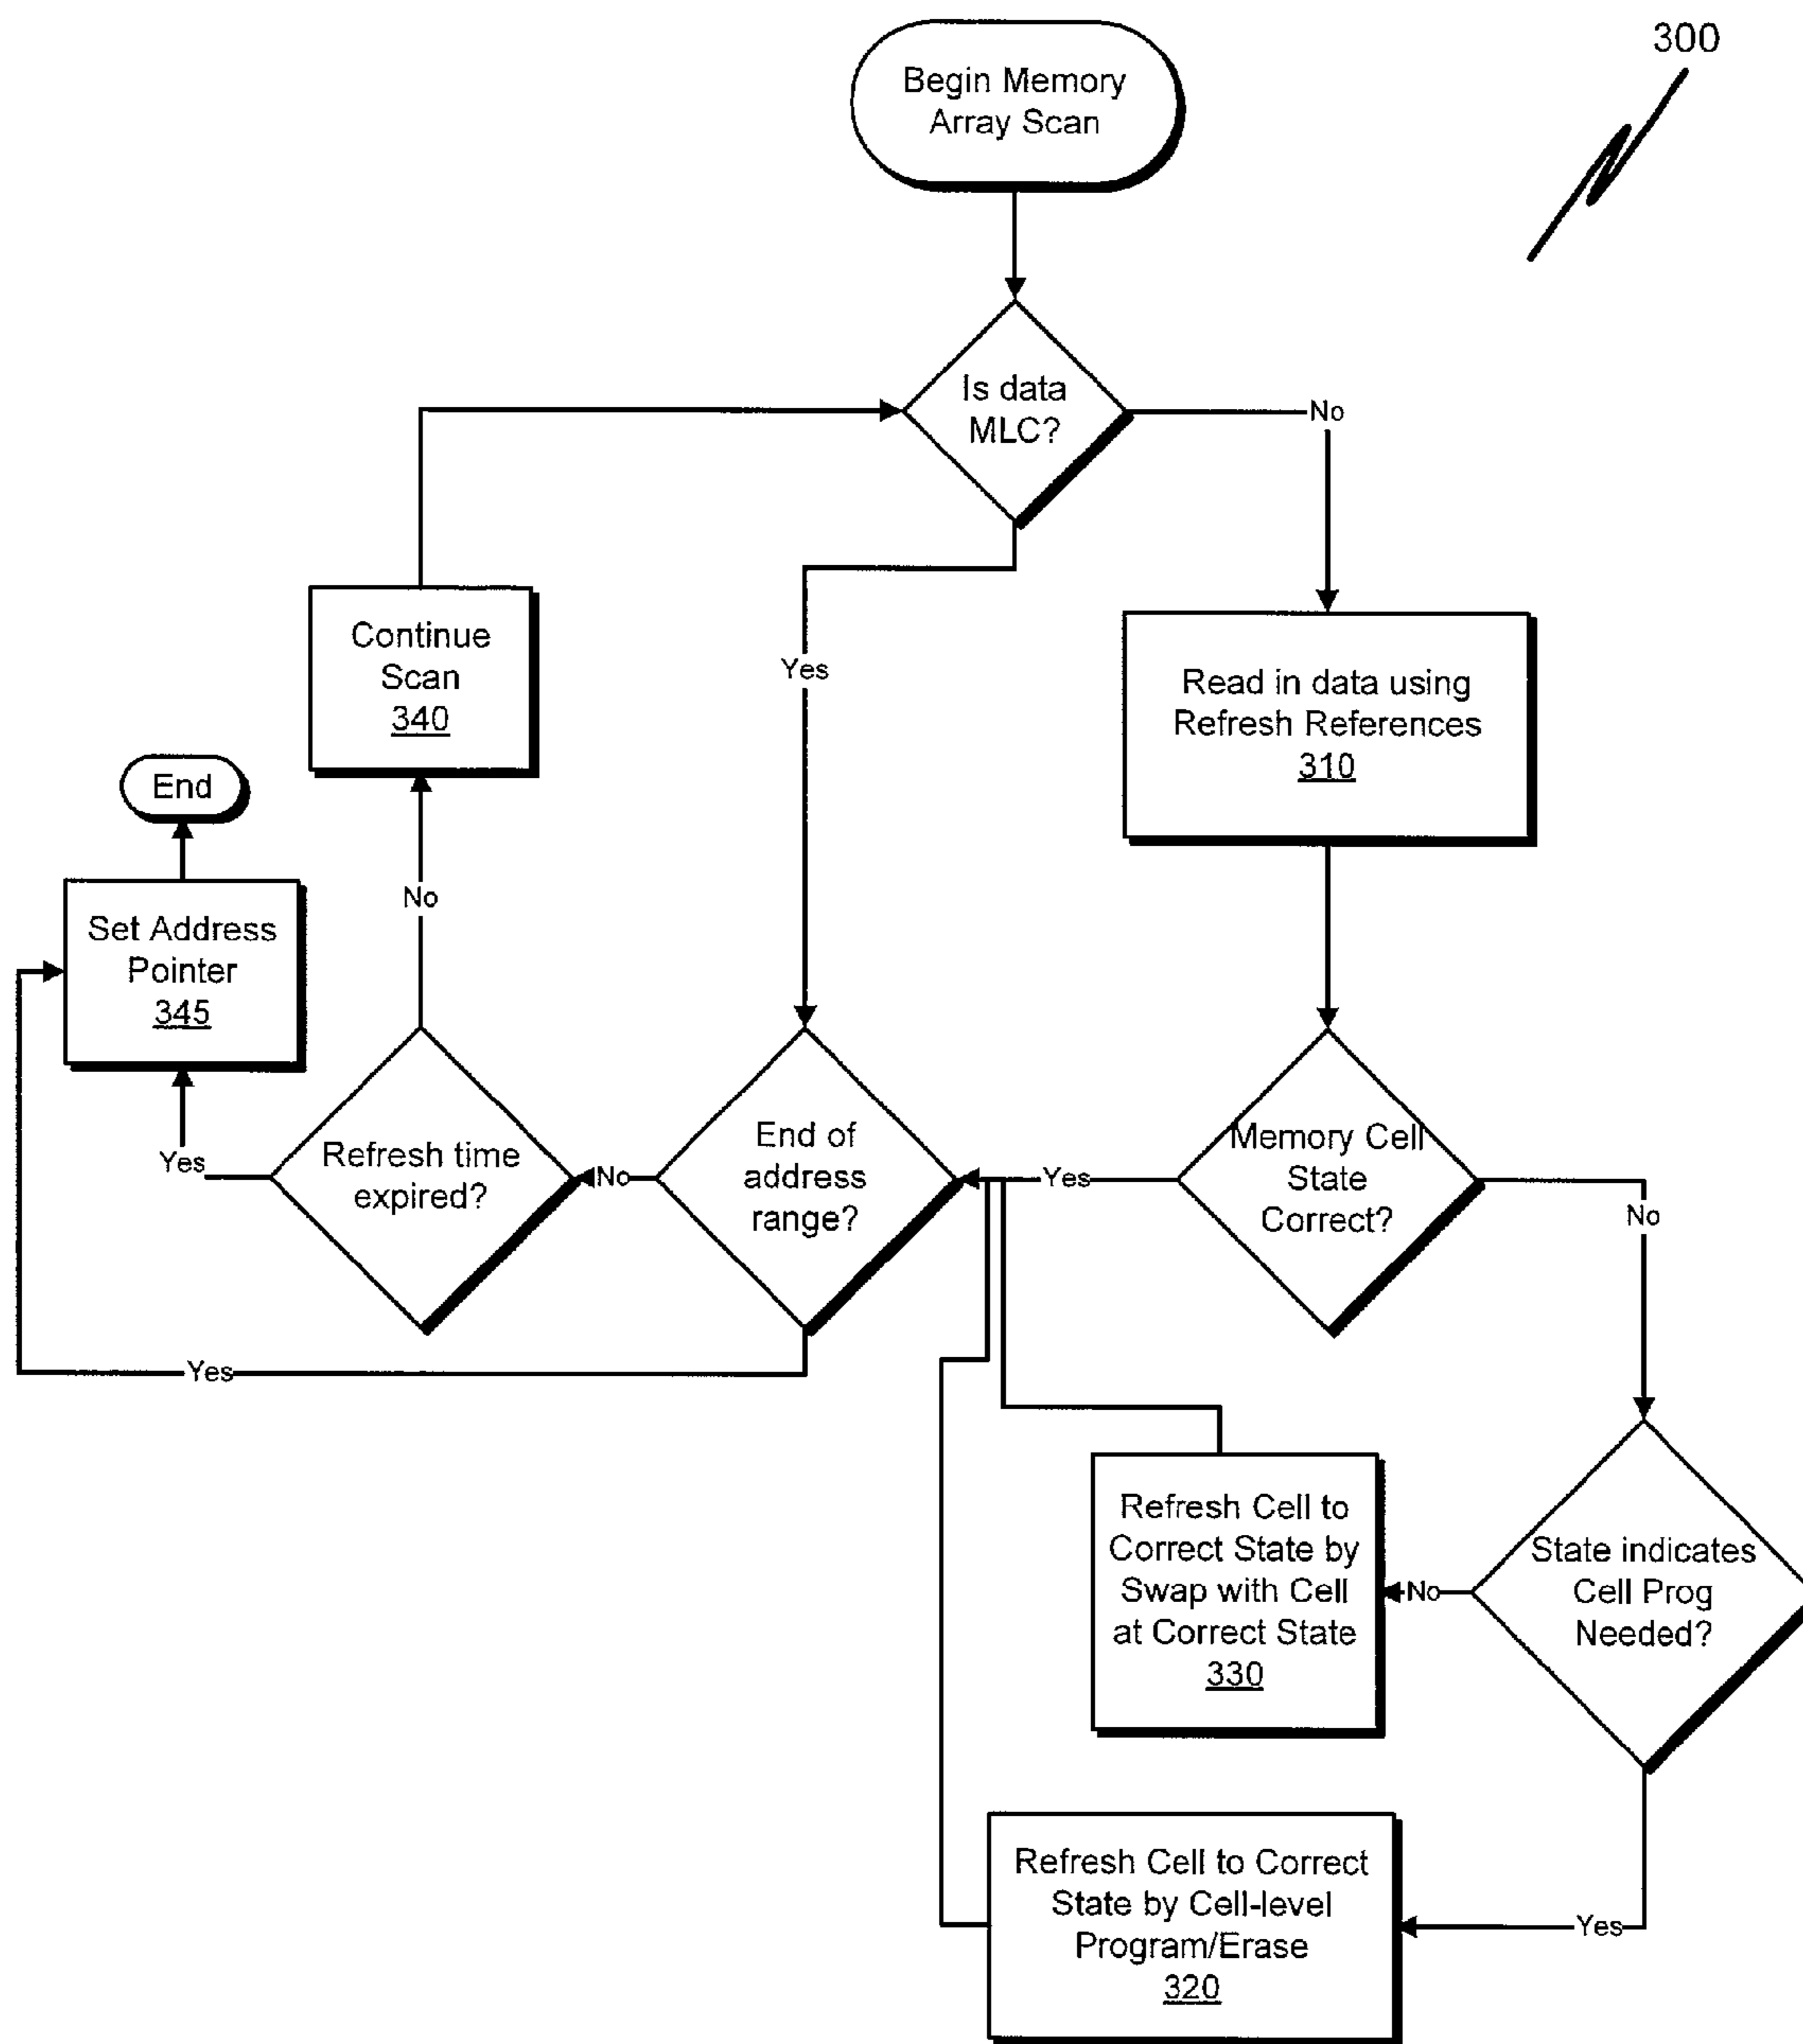 300
Begin Memory
Array Scan
Is data
MLC?
No
Yes
Continue
Scan
340
Read in data using
Refresh References
310
End
No
Set Address
Pointer
345
Yes
Refresh time
expired?
No
End of
address
range?
Yes
Memory Cell
State
Correct?
No
Yes
Refresh Cell to
Correct State by
Swap with Cell
at Correct State
330
No
State indicates
Cell Prog
Needed?
Refresh Cell to Correct
State by Cell-level
Program/Erase
320
Yes